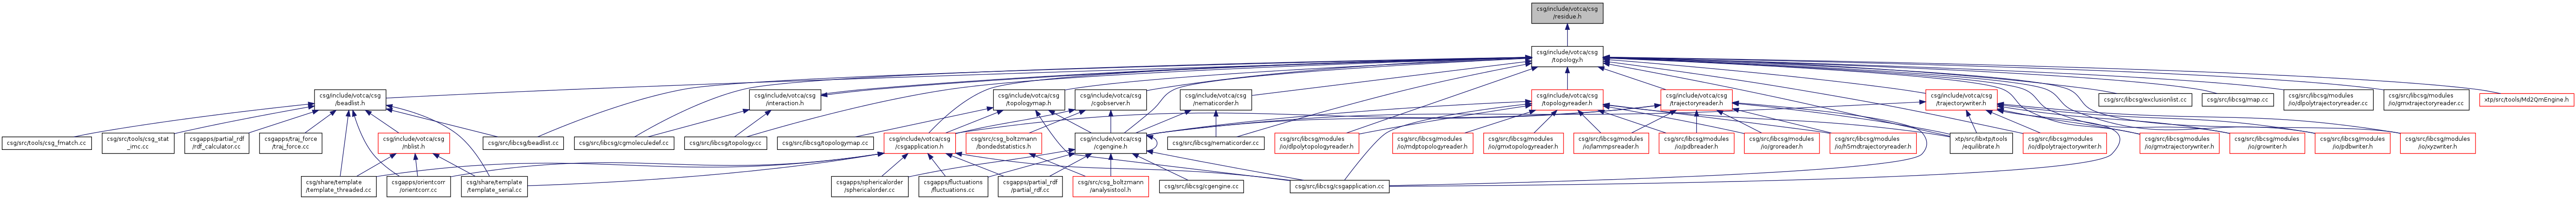 csg/include/votca/csg
/residue.h
csg/include/votca/csg
/topology.h
csg/include/votca/csg
/beadlist.h
csg/include/votca/csg
/interaction.h
csg/include/votca/csg
/topologymap.h
csg/include/votca/csg
/cgobserver.h
csg/include/votca/csg
/nematicorder.h
csg/include/votca/csg
/topologyreader.h
csg/include/votca/csg
/trajectoryreader.h
csg/include/votca/csg
/trajectorywriter.h
csg/src/libcsg/exclusionlist.cc
csg/src/libcsg/map.cc
csg/src/libcsg/modules
/io/dlpolytrajectoryreader.cc
csg/src/libcsg/modules
/io/gmxtrajectoryreader.cc
xtp/src/tools/Md2QmEngine.h
csg/src/tools/csg_fmatch.cc
csg/src/tools/csg_stat
_imc.cc
csgapps/partial_rdf
/rdf_calculator.cc
csgapps/traj_force
/traj_force.cc
csg/include/votca/csg
/nblist.h
csg/src/libcsg/beadlist.cc
csg/src/libcsg/cgmoleculedef.cc
csg/src/libcsg/topology.cc
csg/src/libcsg/topologymap.cc
csg/include/votca/csg
/csgapplication.h
csg/src/csg_boltzmann
/bondedstatistics.h
csg/include/votca/csg
/cgengine.h
csg/src/libcsg/nematicorder.cc
csg/src/libcsg/modules
/io/dlpolytopologyreader.h
csg/src/libcsg/modules
/io/mdptopologyreader.h
csg/src/libcsg/modules
/io/gmxtopologyreader.h
csg/src/libcsg/modules
/io/lammpsreader.h
csg/src/libcsg/modules
/io/pdbreader.h
csg/src/libcsg/modules
/io/groreader.h
csg/src/libcsg/modules
/io/h5mdtrajectoryreader.h
xtp/src/libxtp/tools
/equilibrate.h
csg/src/libcsg/modules
/io/dlpolytrajectorywriter.h
csg/src/libcsg/modules
/io/gmxtrajectorywriter.h
csg/src/libcsg/modules
/io/growriter.h
csg/src/libcsg/modules
/io/pdbwriter.h
csg/src/libcsg/modules
/io/xyzwriter.h
csg/share/template
/template_threaded.cc
csgapps/orientcorr
/orientcorr.cc
csg/share/template
/template_serial.cc
csgapps/sphericalorder
/sphericalorder.cc
csgapps/fluctuations
/fluctuations.cc
csgapps/partial_rdf
/partial_rdf.cc
csg/src/csg_boltzmann
/analysistool.h
csg/src/libcsg/cgengine.cc
csg/src/libcsg/csgapplication.cc